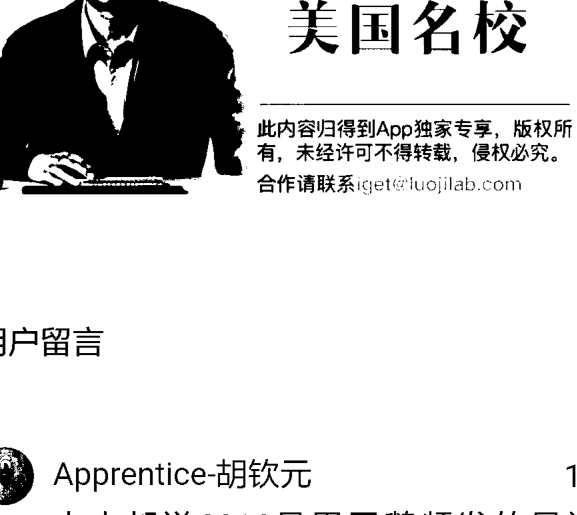 美国名校
此内容归得到App独家专享，版权所
有，未经许可不得转载，侵权必究。
合作请联系iget@luojilab.com
用户留言
Apprentice-胡钦元
1